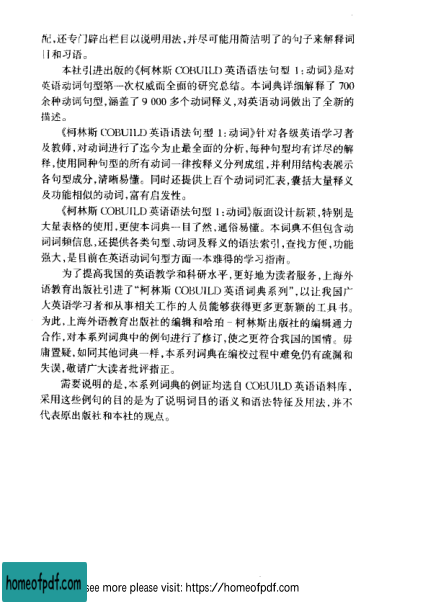 配,还专门辟出栏目以说明用法,并尽可能用简洁明了的句子来解释词
目和习语。
本社引进出版的《柯林斯 COBUILD 英语语法句型 1:动词》是对
英语动词句型第一次权威而全面的研究总结。本词典详细解释了 700
余种动词句型,涵盖了 9 000 多个动词释义,对英语动词做出了全新的
描述。
《柯林斯 COBUILD 英语语法句型 1:动词》针对各级英语学习者
及教师,对动词进行了迄今为止最全面的分析,每种句型均有详尽的解
释,使用同种句型的所有动词一律按释义分列成组,并利用结构表展示
各句型成分,清晰易懂。同时还提供上百个动词词汇表,囊括大量释义
及功能相似的动词,富有启发性。
《柯林斯 COBUILD 英语语法句型 1:动词》版面设计新颖,特别是
大量表格的使用,更使本词典一目了然,通俗易懂。本词典不但包含动
词词频信息,还提供各类句型、动词及释义的语法索引,查找方便,功能
强大,是目前在英语动词句型方面一本难得的学习指南。
为了提高我国的英语教学和科研水平,更好地为读者服务,上海外
语教育出版社引进了“柯林斯 COBUILD 英语词典系列”,以让我国广
大英语学习者和从事相关工作的人员能够获得更多更新颖的工具书。
为此,上海外语教育出版社的编辑和哈珀-柯林斯出版社的编辑通力
合作,对本系列词典中的例句进行了修订,使之更符合我国的国情。毋
庸置疑,如同其他词典一样,本系列词典在编校过程中难免仍有疏漏和
失误,敬请广大读者批评指正。
需要说明的是,本系列词典的例证均选自 COBUILD 英语语料库,
采用这些例句的目的是为了说明词目的语义和语法特征及用法,并不
代表原出版社和本社的观点。
homeofpdf.com
see more please visit: https://homeofpdf.com